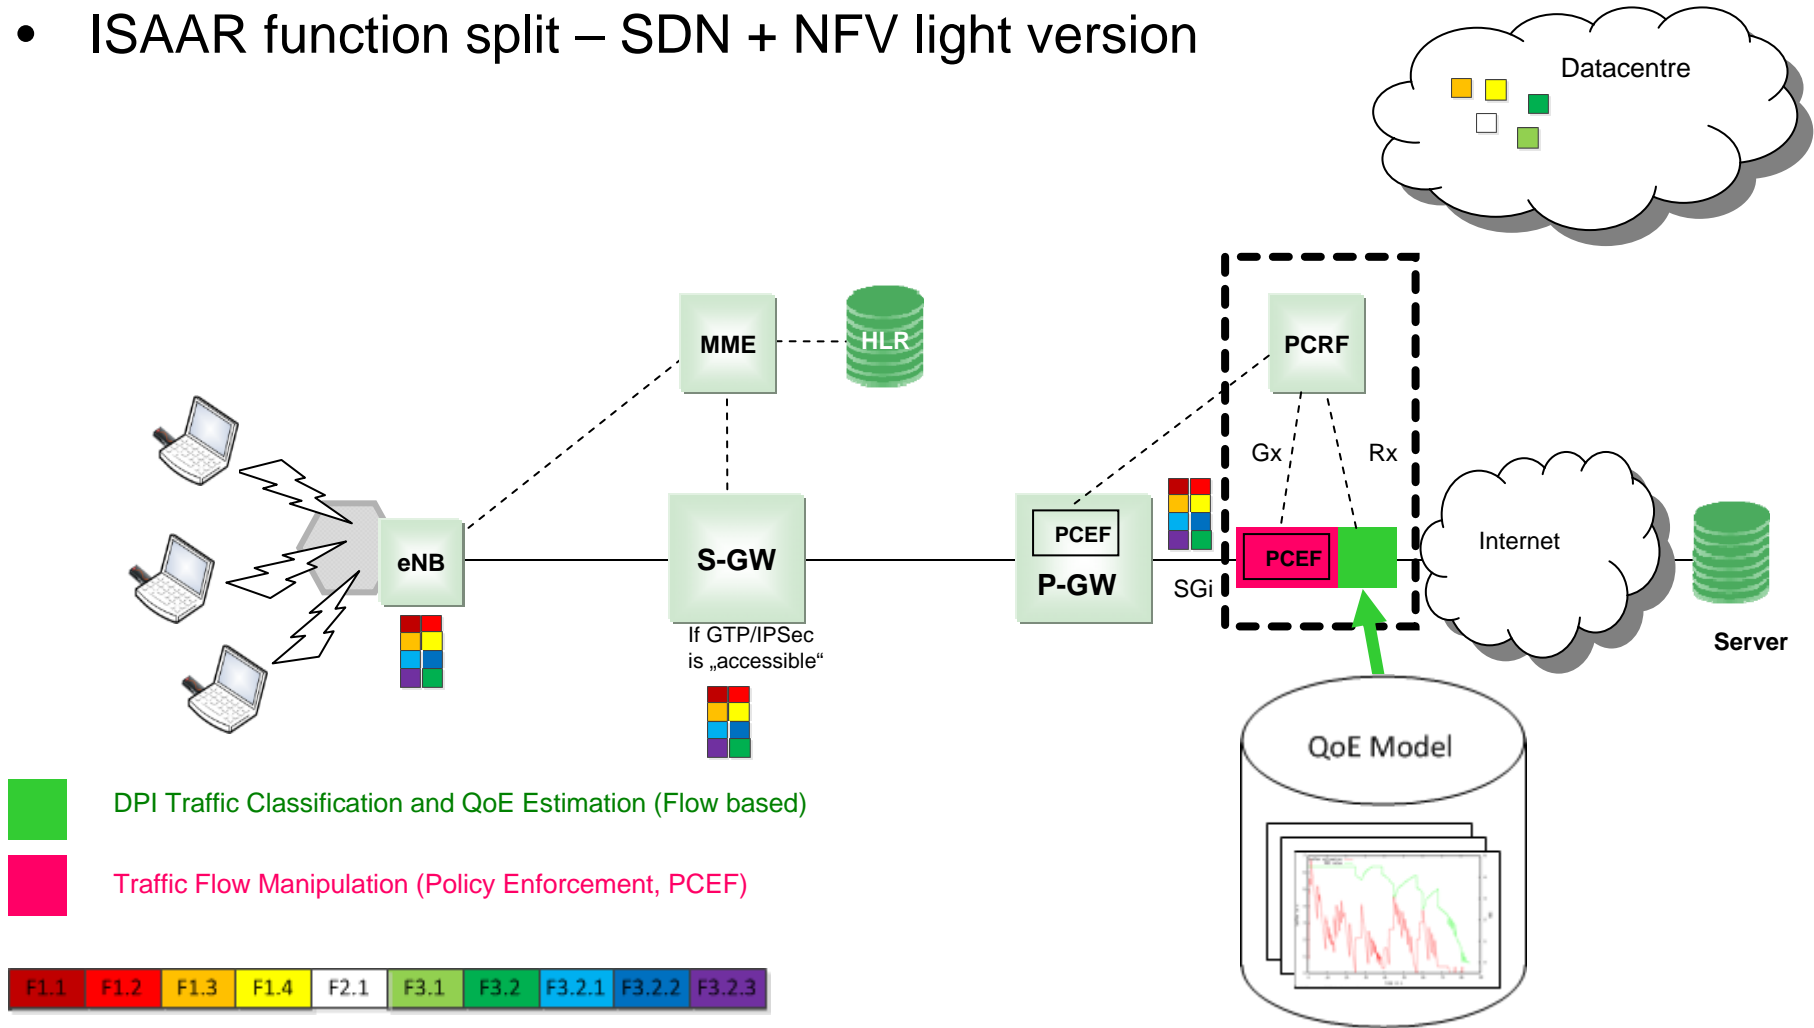 • ISAAR function split – SDN + NFV light version
Datacentre
MME
HLR
PCRF
Gx
Rx
eNB
S-GW
PCEF
P-GW
SGi
PCEF
Internet
Server
If GTP/IPSec
is „accessible“
QoE Model
DPI Traffic Classification and QoE Estimation (Flow based)
Traffic Flow Manipulation (Policy Enforcement, PCEF)
F1.1 F1.2 F1.3 F1.4 F2.1 F3.1 F3.2 F3.2.1 F3.2.2 F3.2.3